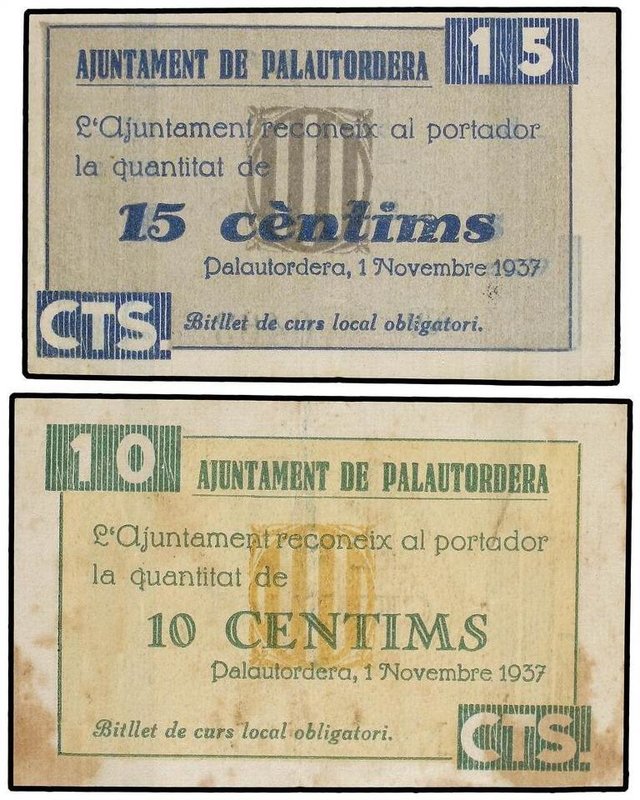 15
AJUNTAMENT DE PALAUTORDERA
L'Ajuntament reconeix al portador
la quantitat de
15 cèntims
Palautordera, 1 Novembre 1937
CTS.
Bitllet de curs local obligatori.
10
AJUNTAMENT DE PALAUTORDERA
L'Ajuntament reconeix al portador
la quantitat de
10 CENTIMS
Palautordera, 1 Novembre 1937
Bitllet de curs local obligatori.
CTS.